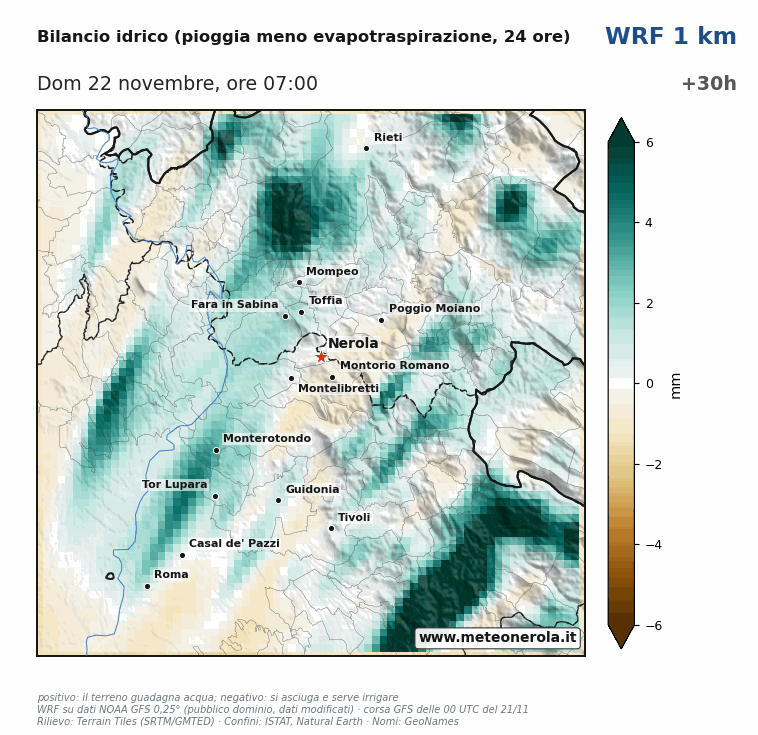 Bilancio idrico (pioggia meno evapotraspirazione, 24 ore)
WRF 1 km
Dom 22 novembre, ore 07:00
+30h
Rieti
Mompeo
Fara in Sabina
Toffia
Poggio Moiano
Nerola
Montorio Romano
Montelibretti
Monterotondo
Tor Lupara
Guidonia
Tivoli
Casal de' Pazzi
Roma
www.meteonerola.it
6
4
2
0
−2
−4
−6
mm
positivo: il terreno guadagna acqua; negativo: si asciuga e serve irrigare
WRF su dati NOAA GFS 0,25° (pubblico dominio, dati modificati) · corsa GFS delle 00 UTC del 21/11
Rilievo: Terrain Tiles (SRTM/GMTED) · Confini: ISTAT, Natural Earth · Nomi: GeoNames